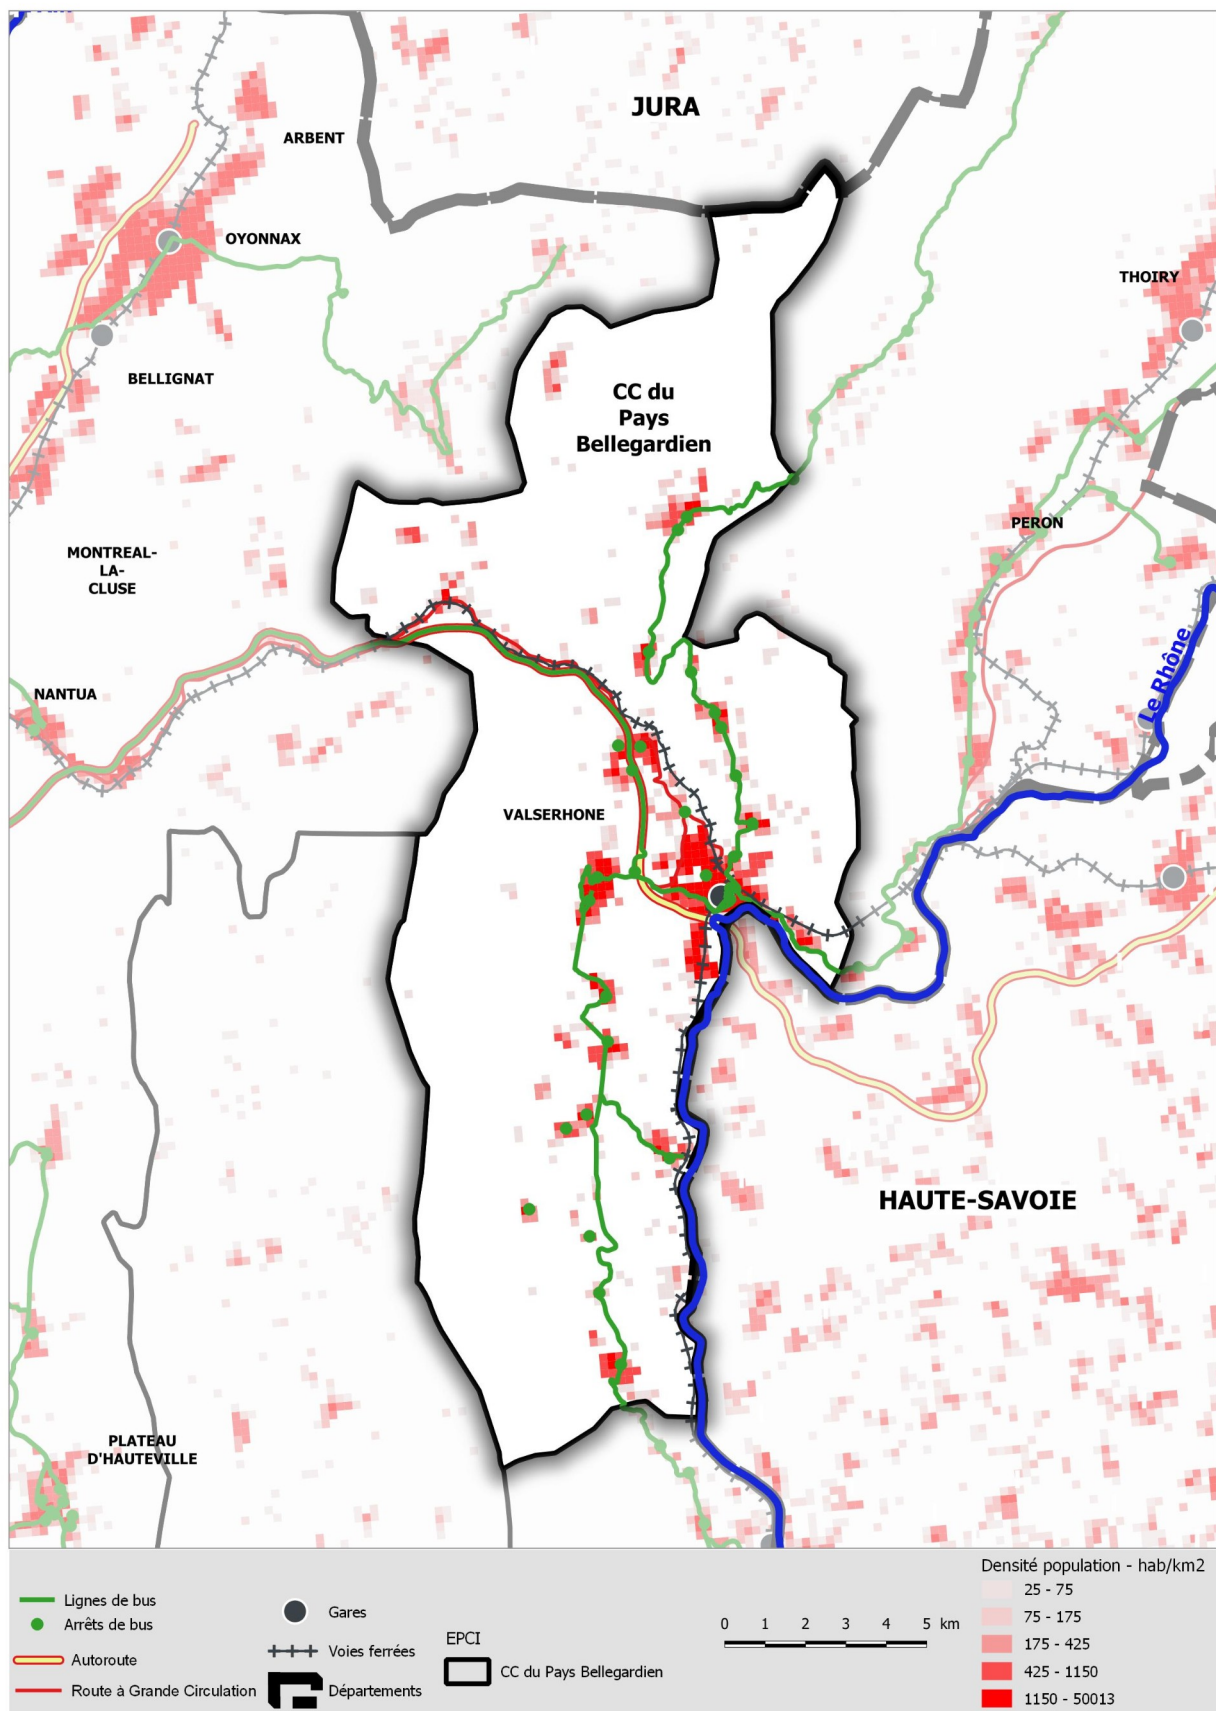 JURA
ARBENT
OYONNAX
THOIRY
BELLIGNAT
CC du
Pays
Bellegardien
PERON
MONTREAL-
LA-
CLUSE
Le Rhône
NANTUA
VALSERHONE
HAUTE-SAVOIE
PLATEAU
D'HAUTEVILLE
Lignes de bus
Arrêts de bus
Autoroute
Route à Grande Circulation
Gares
Voies ferrées
Départements
EPCI
CC du Pays Bellegardien
0 1 2 3 4 5 km
Densité population - hab/km2
25 - 75
75 - 175
175 - 425
425 - 1150
1150 - 50013